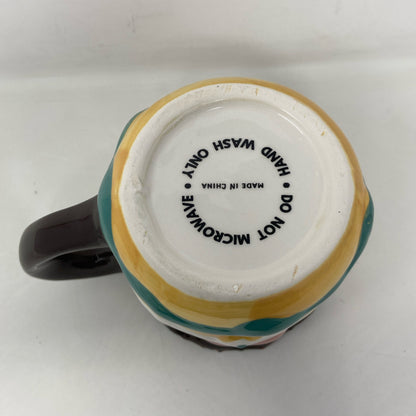 HAND WASH ONLY
MADE IN CHINA
• DO NOT MICROWAVE •